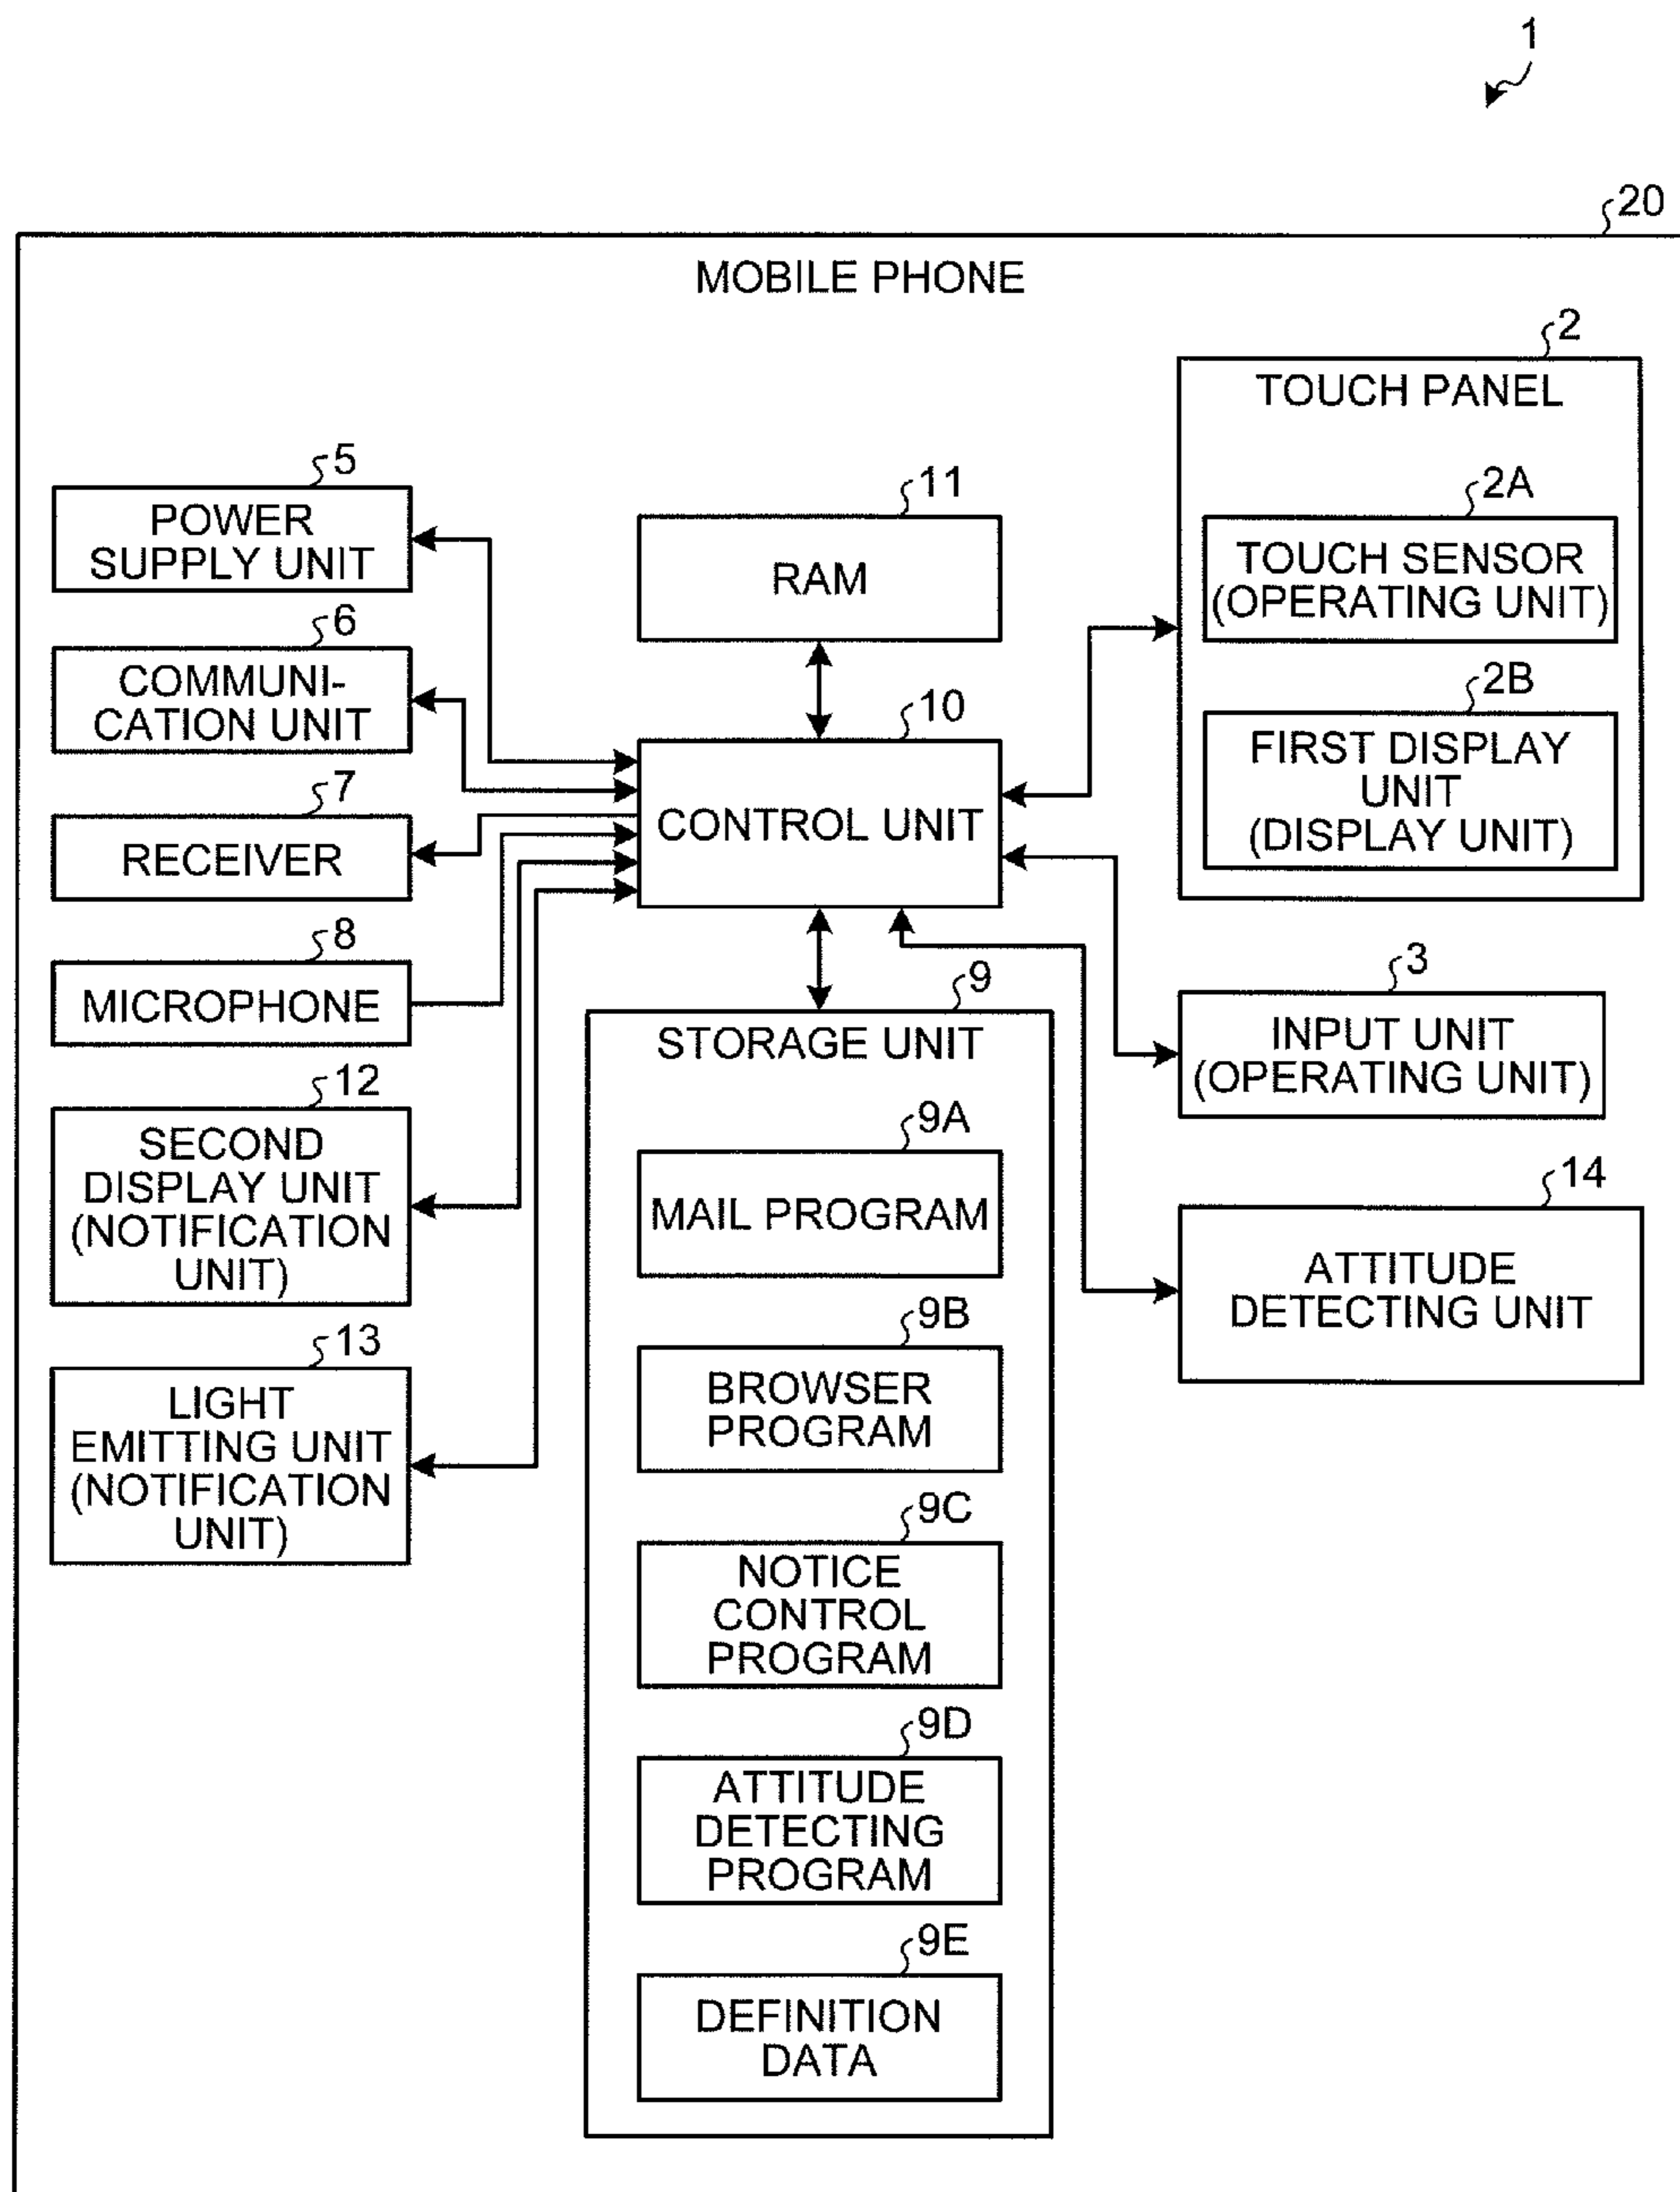 1
20
MOBILE PHONE
2
TOUCH PANEL
2A
TOUCH SENSOR
(OPERATING UNIT)
2B
FIRST DISPLAY
UNIT
(DISPLAY UNIT)
5
POWER
SUPPLY UNIT
6
COMMUNI-
CATION UNIT
7
RECEIVER
8
MICROPHONE
12
SECOND
DISPLAY UNIT
(NOTIFICATION
UNIT)
13
LIGHT
EMITTING UNIT
(NOTIFICATION
UNIT)
11
RAM
10
CONTROL UNIT
9
STORAGE UNIT
9A
MAIL PROGRAM
9B
BROWSER
PROGRAM
9C
NOTICE
CONTROL
PROGRAM
9D
ATTITUDE
DETECTING
PROGRAM
9E
DEFINITION
DATA
3
INPUT UNIT
(OPERATING UNIT)
14
ATTITUDE
DETECTING UNIT